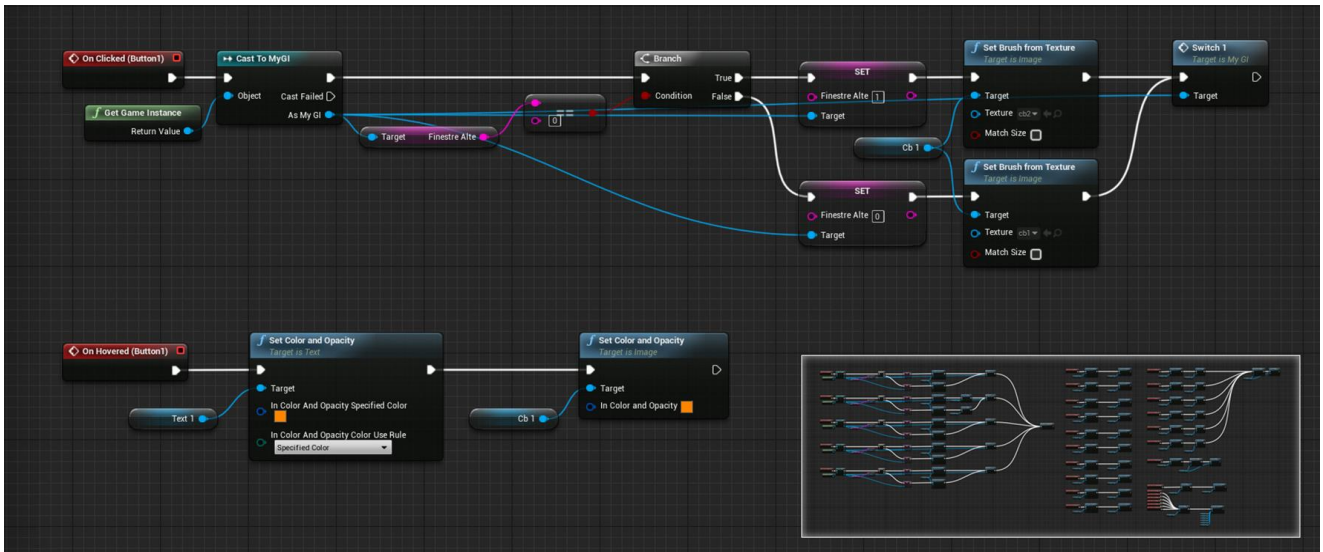 On Clicked (Button1)
Get Game Instance
Return Value
Cast To MyGI
Object
Cast Failed
As My GI
Target
Finestre Alte
0
==
Branch
True
Condition
False
SET
Finestre Alte
1
Target
SET
Finestre Alte
0
Target
Cb 1
Set Brush from Texture
Target is Image
Target
Texture
cb2
Match Size
Set Brush from Texture
Target is Image
Target
Texture
cb1
Match Size
Switch 1
Target is My GI
Target
On Hovered (Button1)
Text 1
Set Color and Opacity
Target is Text
Target
In Color And Opacity Specified Color
In Color And Opacity Color Use Rule
Specified Color
Cb 1
Set Color and Opacity
Target is Image
Target
In Color and Opacity